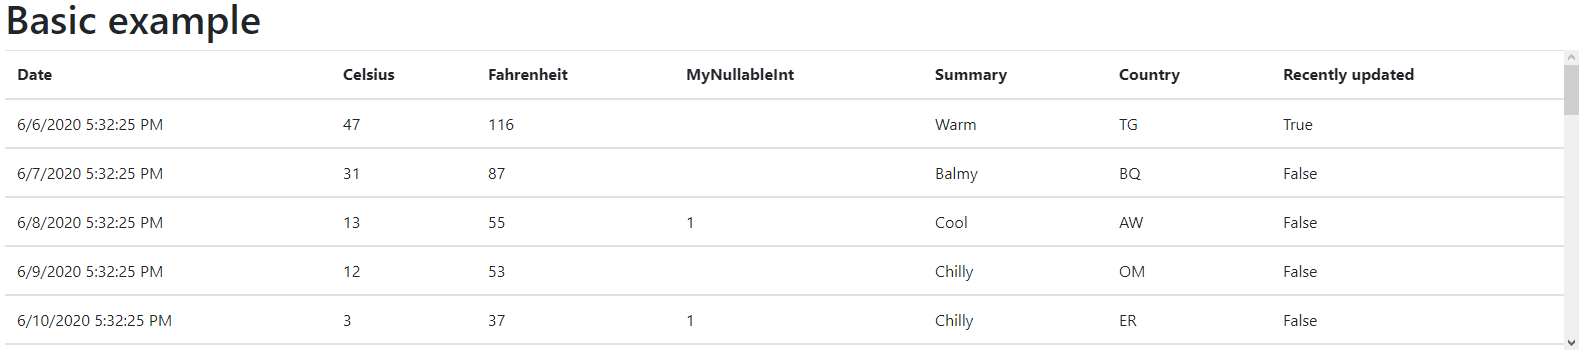 Basic example
Date Celsius Fahrenheit MyNullableInt Summary Country Recently updated
6/6/2020 5:32:25 PM 47 116 Warm TG True
6/7/2020 5:32:25 PM 31 87 Balmy BQ False
6/8/2020 5:32:25 PM 13 55 1 Cool AW False
6/9/2020 5:32:25 PM 12 53 Chilly OM False
6/10/2020 5:32:25 PM 3 37 1 Chilly ER False